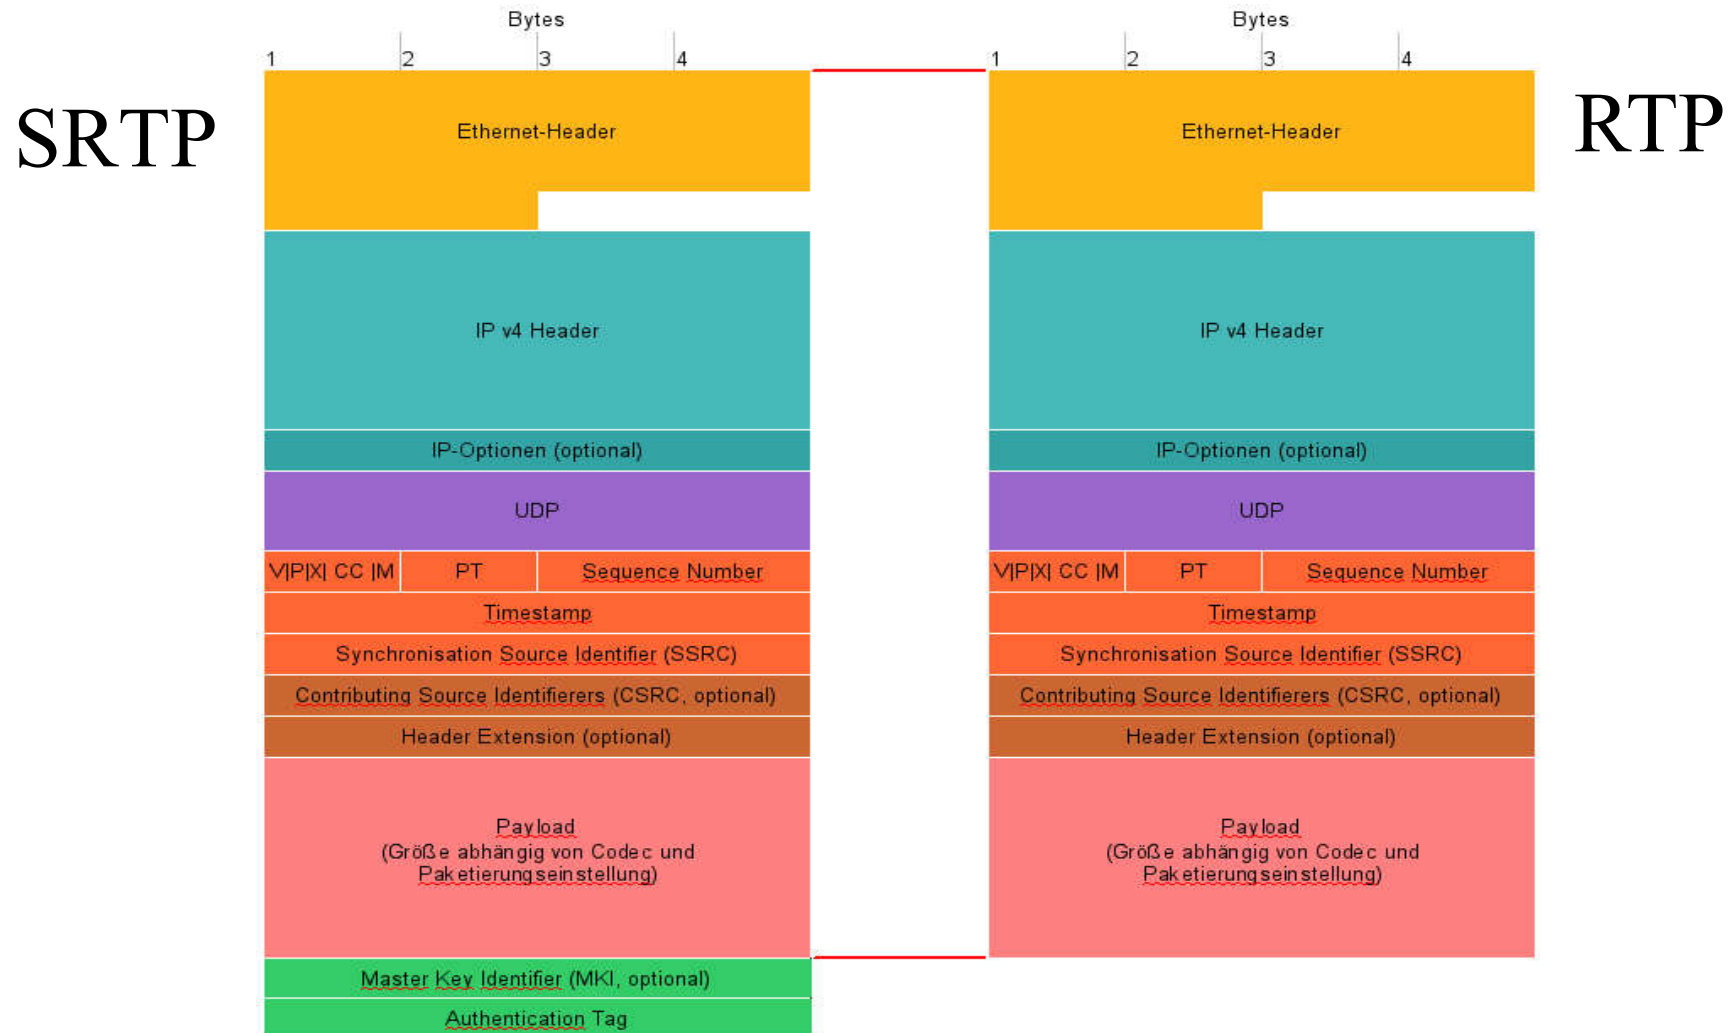 Bytes
1 2 3 4
SRTP
Ethernet-Header
IP v4 Header
IP-Optionen (optional)
UDP
V|P|X| CC |M PT Sequence Number
Timestamp
Synchronisation Source Identifier (SSRC)
Contributing Source Identifierers (CSRC, optional)
Header Extension (optional)
Payload
(Größe abhängig von Codec und
Paketierungseinstellung)
Master Key Identifier (MKI, optional)
Authentication Tag
Bytes
1 2 3 4
RTP
Ethernet-Header
IP v4 Header
IP-Optionen (optional)
UDP
V|P|X| CC |M PT Sequence Number
Timestamp
Synchronisation Source Identifier (SSRC)
Contributing Source Identifierers (CSRC, optional)
Header Extension (optional)
Payload
(Größe abhängig von Codec und
Paketierungseinstellung)